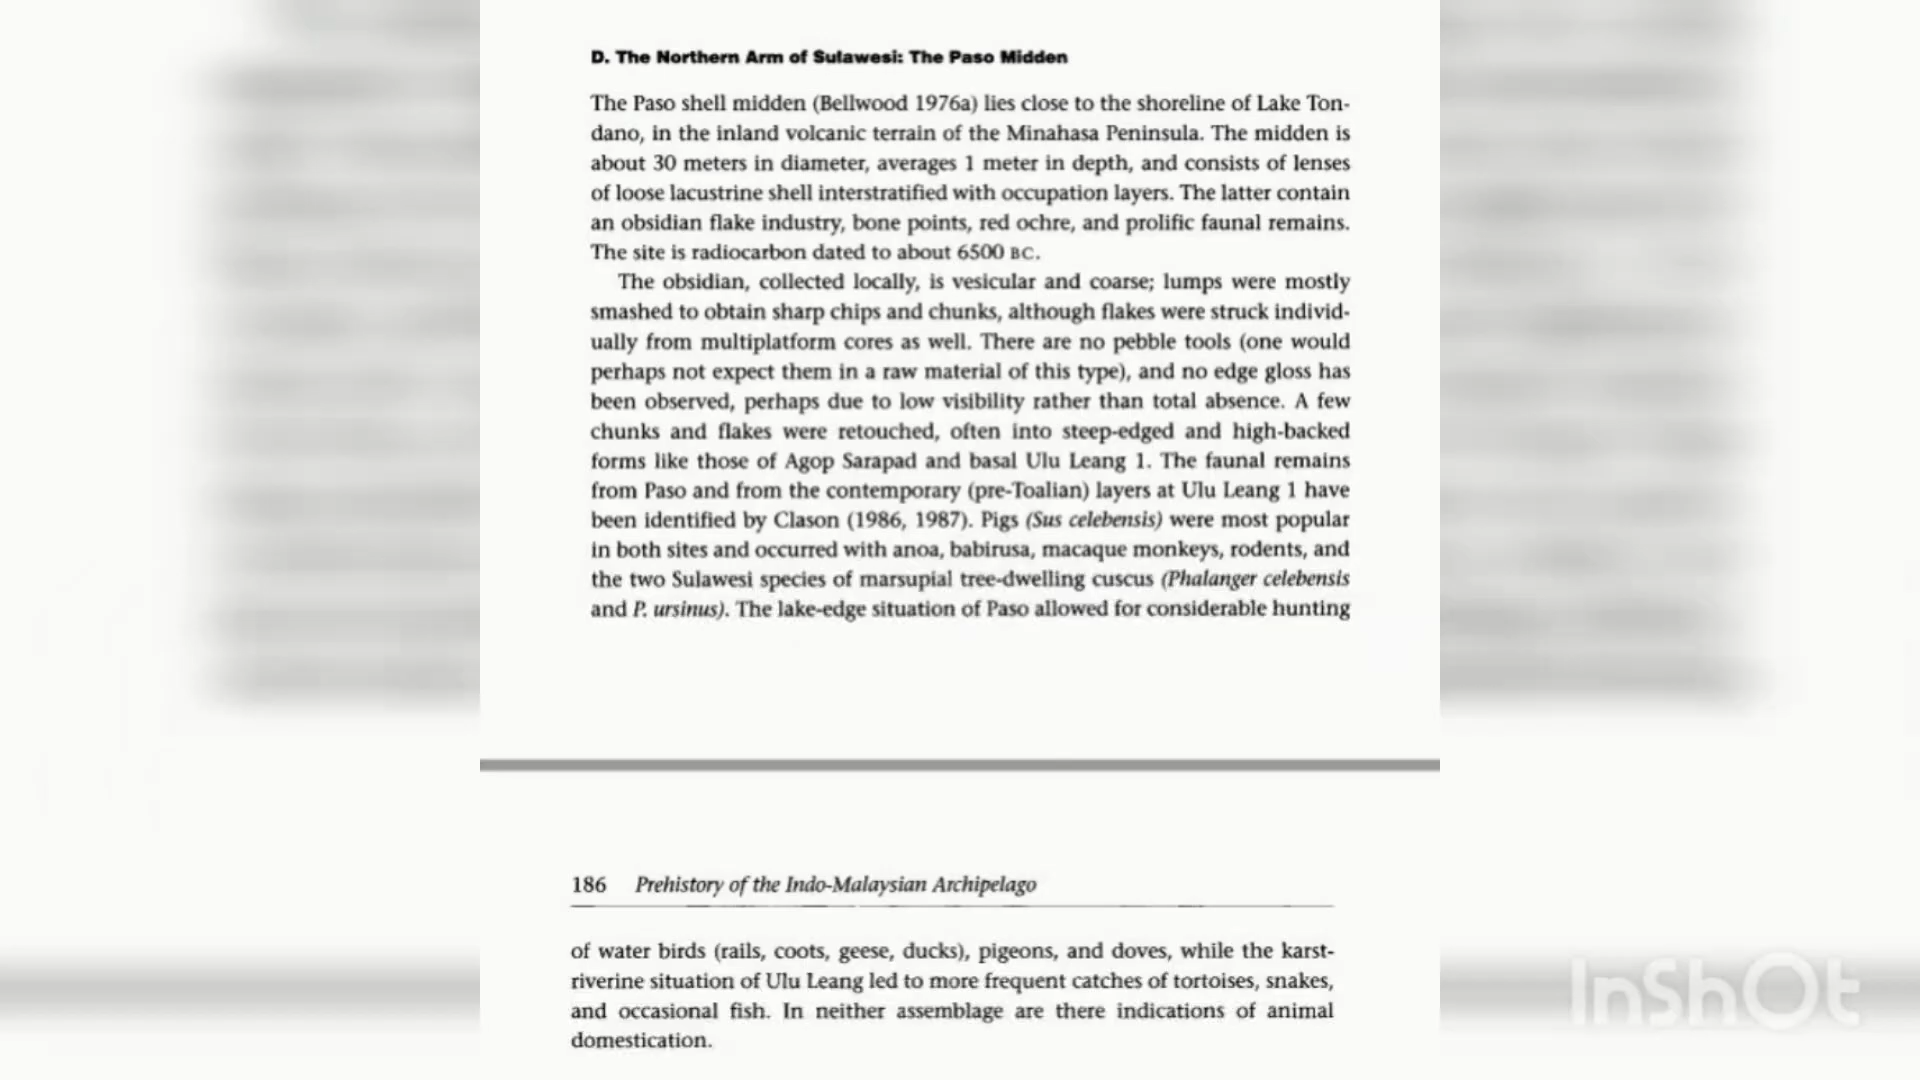 D. The Northern Arm of Sulawesi: The Paso Midden
The Paso shell midden (Bellwood 1976a) lies close to the shoreline of Lake Ton-
dano, in the inland volcanic terrain of the Minahasa Peninsula. The midden is
about 30 meters in diameter, averages 1 meter in depth, and consists of lenses
of loose lacustrine shell interstratified with occupation layers. The latter contain
an obsidian flake industry, bone points, red ochre, and prolific faunal remains.
The site is radiocarbon dated to about 6500 BC.
The obsidian, collected locally, is vesicular and coarse; lumps were mostly
smashed to obtain sharp chips and chunks, although flakes were struck individ-
ually from multiplatform cores as well. There are no pebble tools (one would
perhaps not expect them in a raw material of this type), and no edge gloss has
been observed, perhaps due to low visibility rather than total absence. A few
chunks and flakes were retouched, often into steep-edged and high-backed
forms like those of Agop Sarapad and basal Ulu Leang 1. The faunal remains
from Paso and from the contemporary (pre-Toalian) layers at Ulu Leang 1 have
been identified by Clason (1986, 1987). Pigs (Sus celebensis) were most popular
in both sites and occurred with anoa, babirusa, macaque monkeys, rodents, and
the two Sulawesi species of marsupial tree-dwelling cuscus (Phalanger celebensis
and P. ursinus). The lake-edge situation of Paso allowed for considerable hunting
186 Prehistory of the Indo-Malaysian Archipelago
of water birds (rails, coots, geese, ducks), pigeons, and doves, while the karst-
riverine situation of Ulu Leang led to more frequent catches of tortoises, snakes,
and occasional fish. In neither assemblage are there indications of animal
domestication.
InShOt